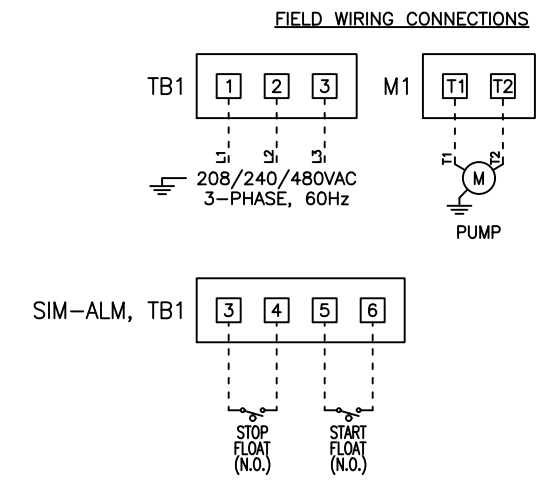 FIELD WIRING CONNECTIONS
TB1 1 2 3 M1 T1 T2
L1 L2 L3 T1 T2
208/240/480VAC M
3-PHASE, 60Hz
PUMP
SIM-ALM, TB1 3 4 5 6
STOP START
FLOAT FLOAT
(N.O.) (N.O.)